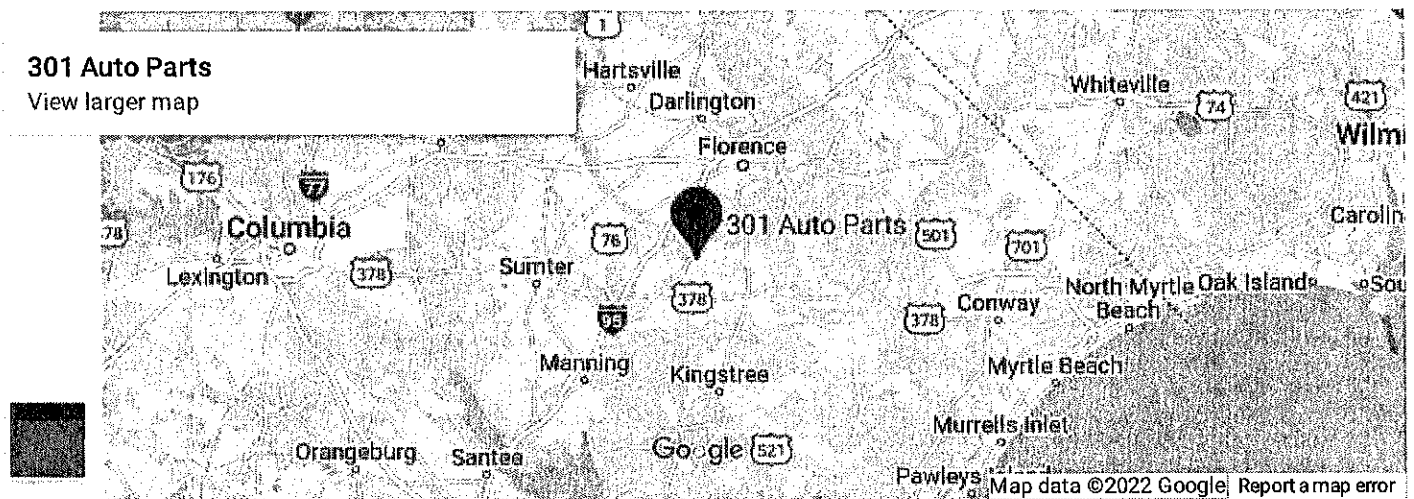 301 Auto Parts
View larger map
1
Hartsville
Darlington
Florence
Whiteville
74
421
Wilmi
176
77
78
Columbia
Lexington
378
76
Sumter
301 Auto Parts
501
701
Carolin
378
95
378
Conway
North Myrtle
Beach
Oak Island
Sou
Manning
Kingstree
Myrtle Beach
Murrells Inlet
Orangeburg
Santee
Google
521
Pawleys Island
Map data ©2022 Google
Report a map error